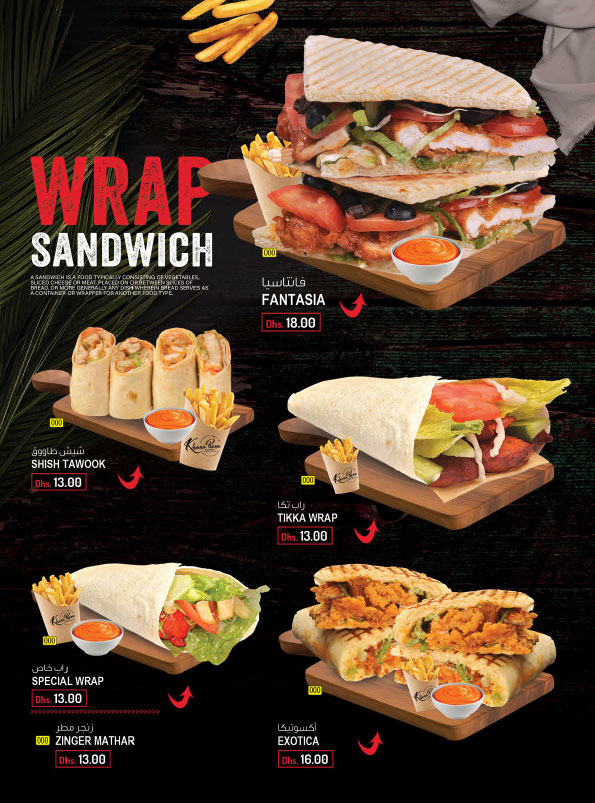 WRAP
SANDWICH
A SANDWICH IS A FOOD TYPICALLY CONSISTING OF VEGETABLES,
SLICED CHEESE OR MEAT, PLACED ON OR BETWEEN SLICES OF
BREAD, OR MORE GENERALLY ANY DISH WHEREIN BREAD SERVES AS
A CONTAINER OR WRAPPER FOR ANOTHER FOOD TYPE.
000
فانتاسيا
FANTASIA
Dhs. 18.00
000
شيش طاووق
SHISH TAWOOK
Dhs. 13.00
000
راب تكا
TIKKA WRAP
Dhs. 13.00
000
راب خاص
SPECIAL WRAP
Dhs. 13.00
000
زنجر مطر
ZINGER MATHAR
Dhs. 13.00
000
أكسوتيكا
EXOTICA
Dhs. 16.00